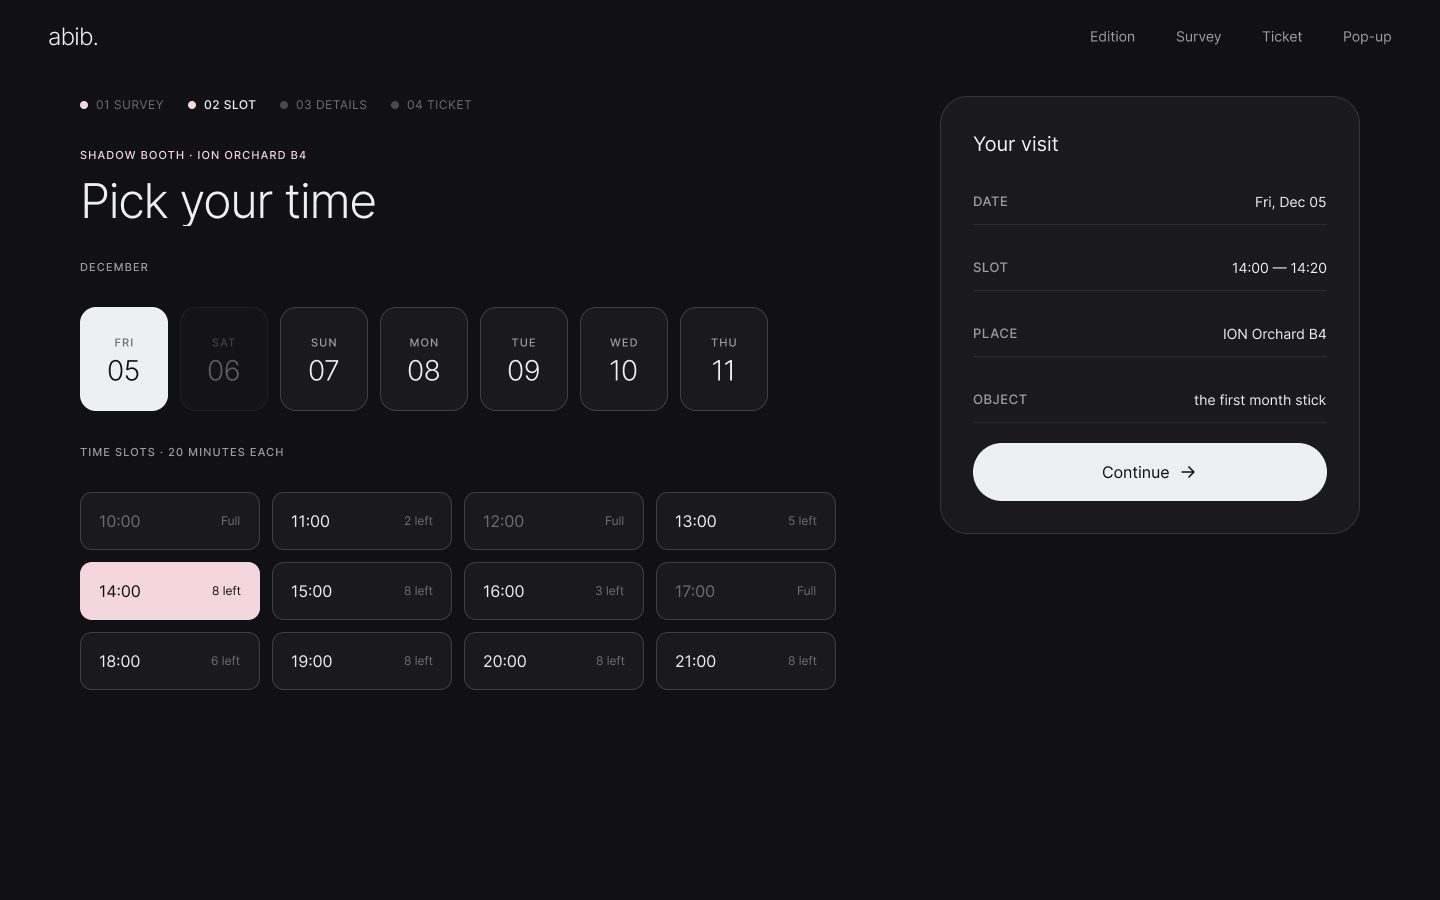 abib.
Edition Survey Ticket Pop-up
01 SURVEY 02 SLOT 03 DETAILS 04 TICKET
SHADOW BOOTH · ION ORCHARD B4
Pick your time
DECEMBER
FRI SAT SUN MON TUE WED THU
05 06 07 08 09 10 11
TIME SLOTS · 20 MINUTES EACH
10:00 Full 11:00 2 left 12:00 Full 13:00 5 left
14:00 8 left 15:00 8 left 16:00 3 left 17:00 Full
18:00 6 left 19:00 8 left 20:00 8 left 21:00 8 left
Your visit
DATE Fri, Dec 05
SLOT 14:00 — 14:20
PLACE ION Orchard B4
OBJECT the first month stick
Continue →